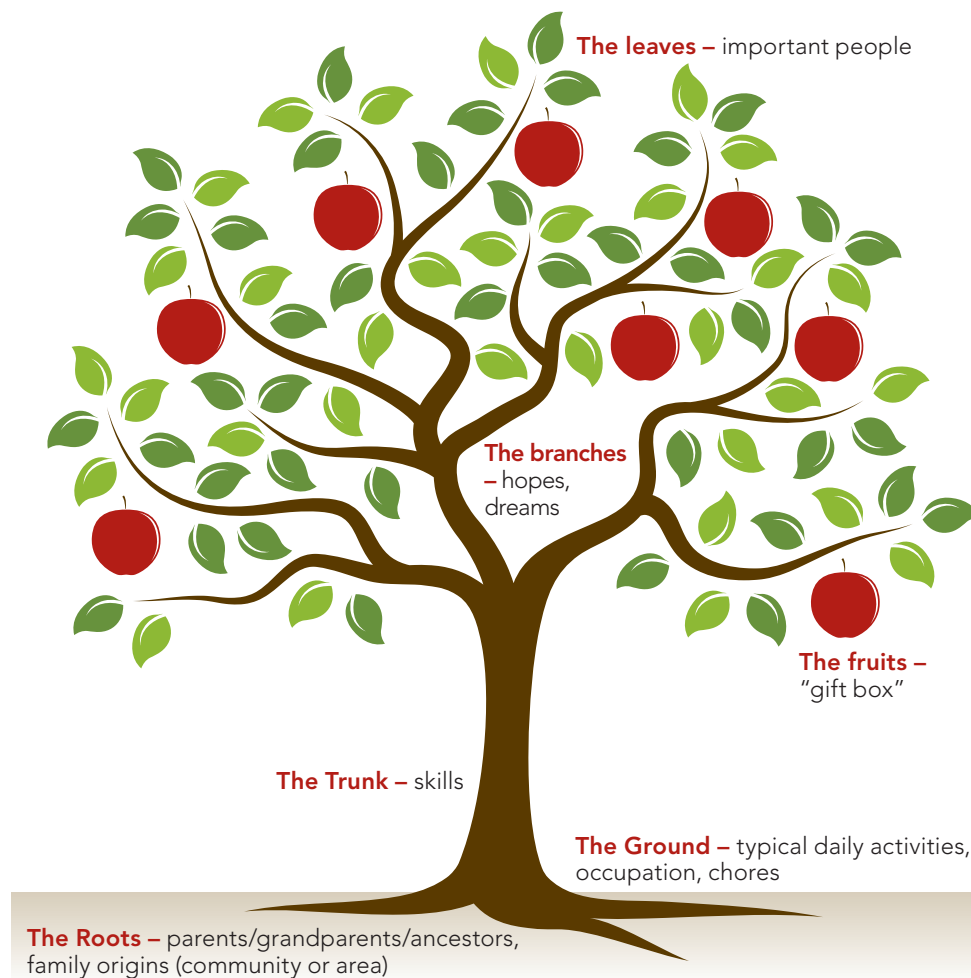 The leaves – important people
The branches
– hopes,
dreams
The fruits –
“gift box”
The Trunk – skills
The Ground – typical daily activities,
occupation, chores
The Roots – parents/grandparents/ancestors,
family origins (community or area)